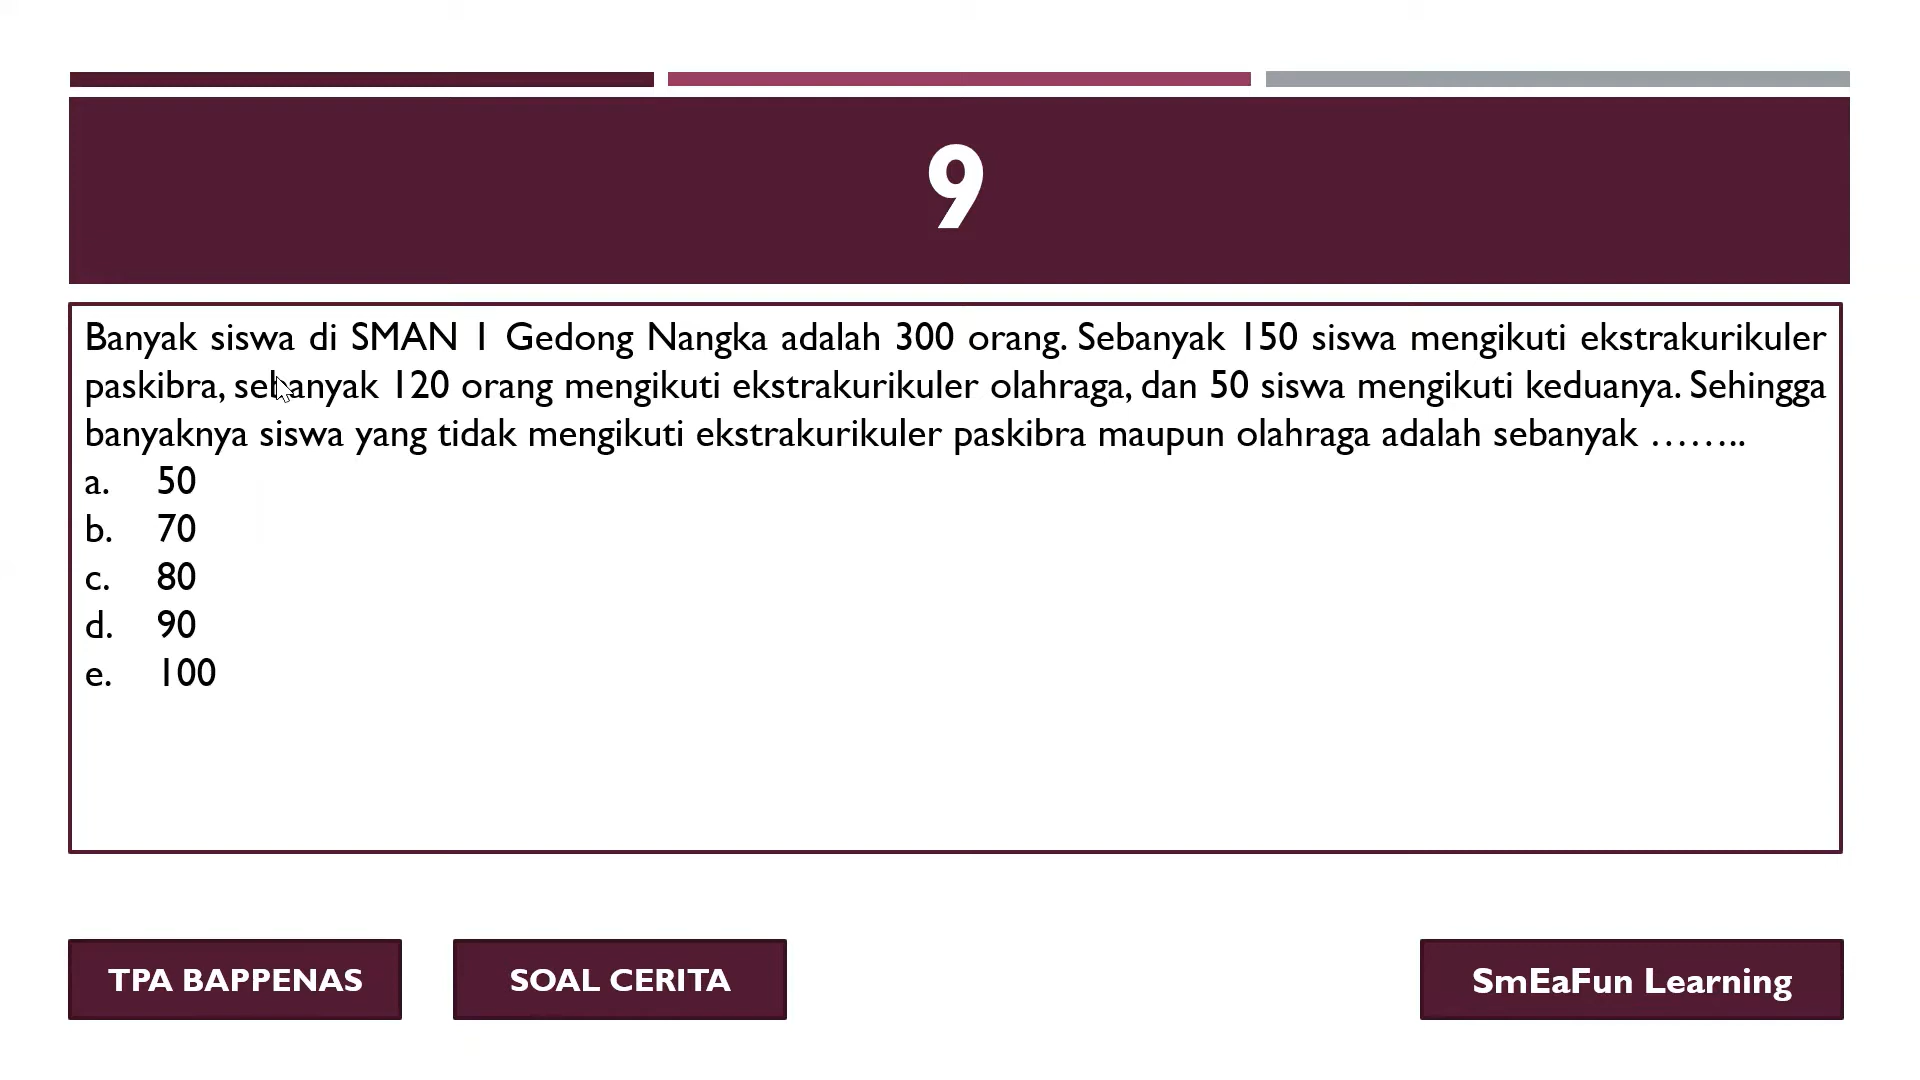 9
Banyak siswa di SMAN 1 Gedong Nangka adalah 300 orang. Sebanyak 150 siswa mengikuti ekstrakurikuler
paskibra, sebanyak 120 orang mengikuti ekstrakurikuler olahraga, dan 50 siswa mengikuti keduanya. Sehingga
banyaknya siswa yang tidak mengikuti ekstrakurikuler paskibra maupun olahraga adalah sebanyak ……..
a. 50
b. 70
c. 80
d. 90
e. 100
TPA BAPPENAS
SOAL CERITA
SmEaFun Learning